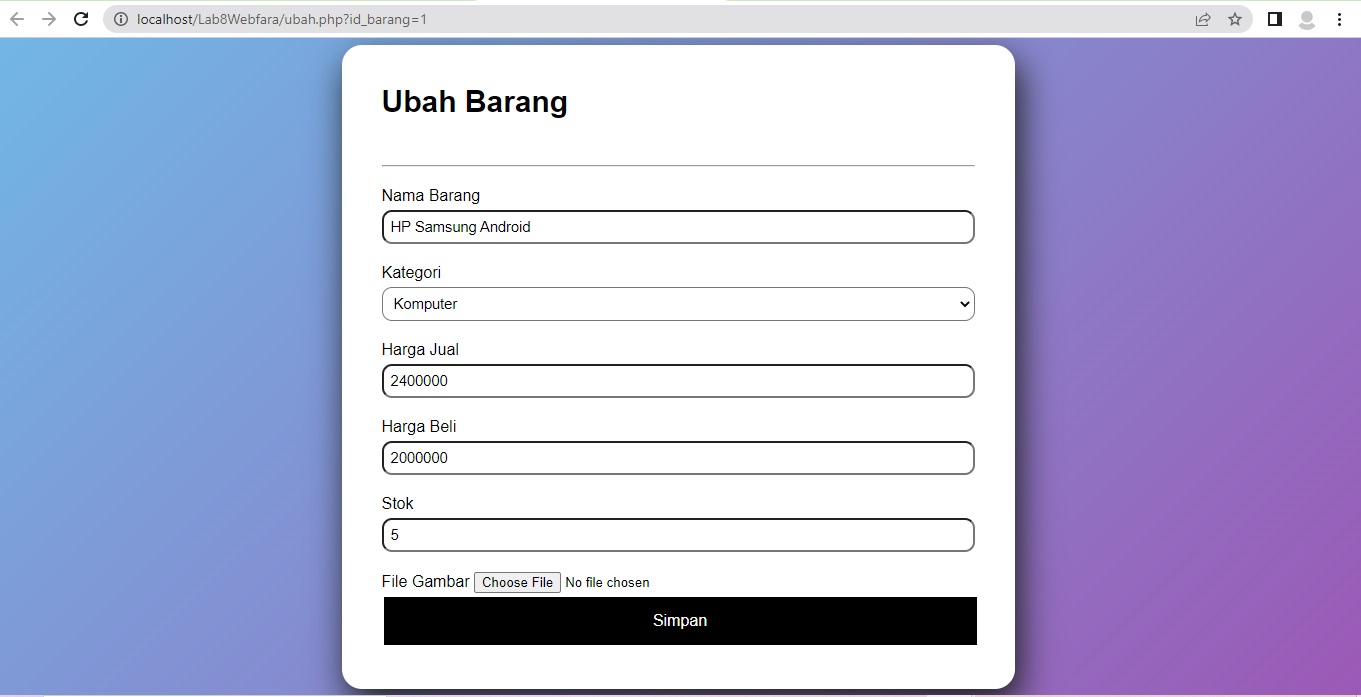 localhost/Lab8Webfara/ubah.php?id_barang=1
Ubah Barang
Nama Barang
HP Samsung Android
Kategori
Komputer
Harga Jual
2400000
Harga Beli
2000000
Stok
5
File Gambar Choose File No file chosen
Simpan